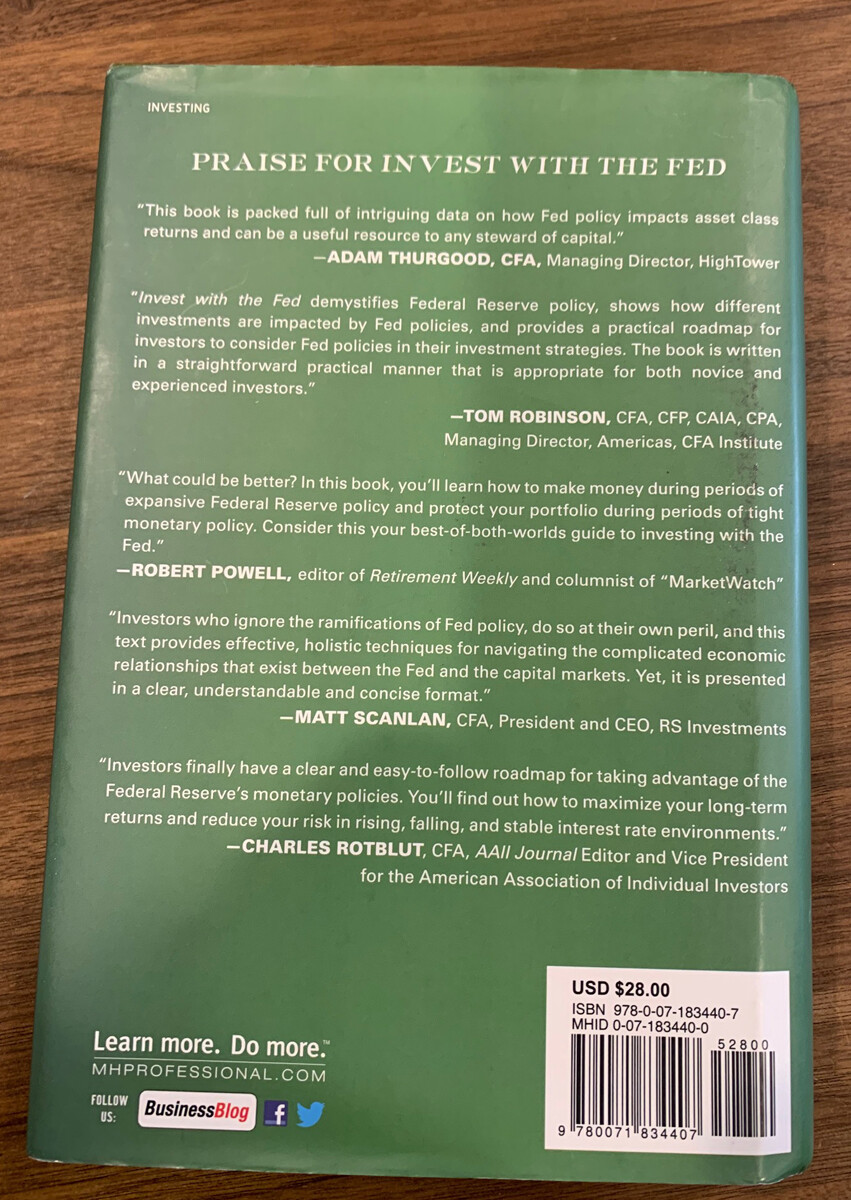 INVESTING
PRAISE FOR INVEST WITH THE FED
“This book is packed full of intriguing data on how Fed policy impacts asset class
returns and can be a useful resource to any steward of capital.”
—ADAM THURGOOD, CFA, Managing Director, HighTower
“Invest with the Fed demystifies Federal Reserve policy, shows how different
investments are impacted by Fed policies, and provides a practical roadmap for
investors to consider Fed policies in their investment strategies. The book is written
in a straightforward practical manner that is appropriate for both novice and
experienced investors.”
—TOM ROBINSON, CFA, CFP, CAIA, CPA,
Managing Director, Americas, CFA Institute
“What could be better? In this book, you’ll learn how to make money during periods of
expansive Federal Reserve policy and protect your portfolio during periods of tight
monetary policy. Consider this your best-of-both-worlds guide to investing with the
Fed.”
—ROBERT POWELL, editor of Retirement Weekly and columnist of “MarketWatch”
“Investors who ignore the ramifications of Fed policy, do so at their own peril, and this
text provides effective, holistic techniques for navigating the complicated economic
relationships that exist between the Fed and the capital markets. Yet, it is presented
in a clear, understandable and concise format.”
—MATT SCANLAN, CFA, President and CEO, RS Investments
“Investors finally have a clear and easy-to-follow roadmap for taking advantage of the
Federal Reserve’s monetary policies. You’ll find out how to maximize your long-term
returns and reduce your risk in rising, falling, and stable interest rate environments.”
—CHARLES ROTBLUT, CFA, AAII Journal Editor and Vice President
for the American Association of Individual Investors
USD $28.00
ISBN 978-0-07-183440-7
MHID 0-07-183440-0
52800
9 780071 834407
Learn more. Do more.™
MHPROFESSIONAL.COM
FOLLOW
US:
BusinessBlog
f